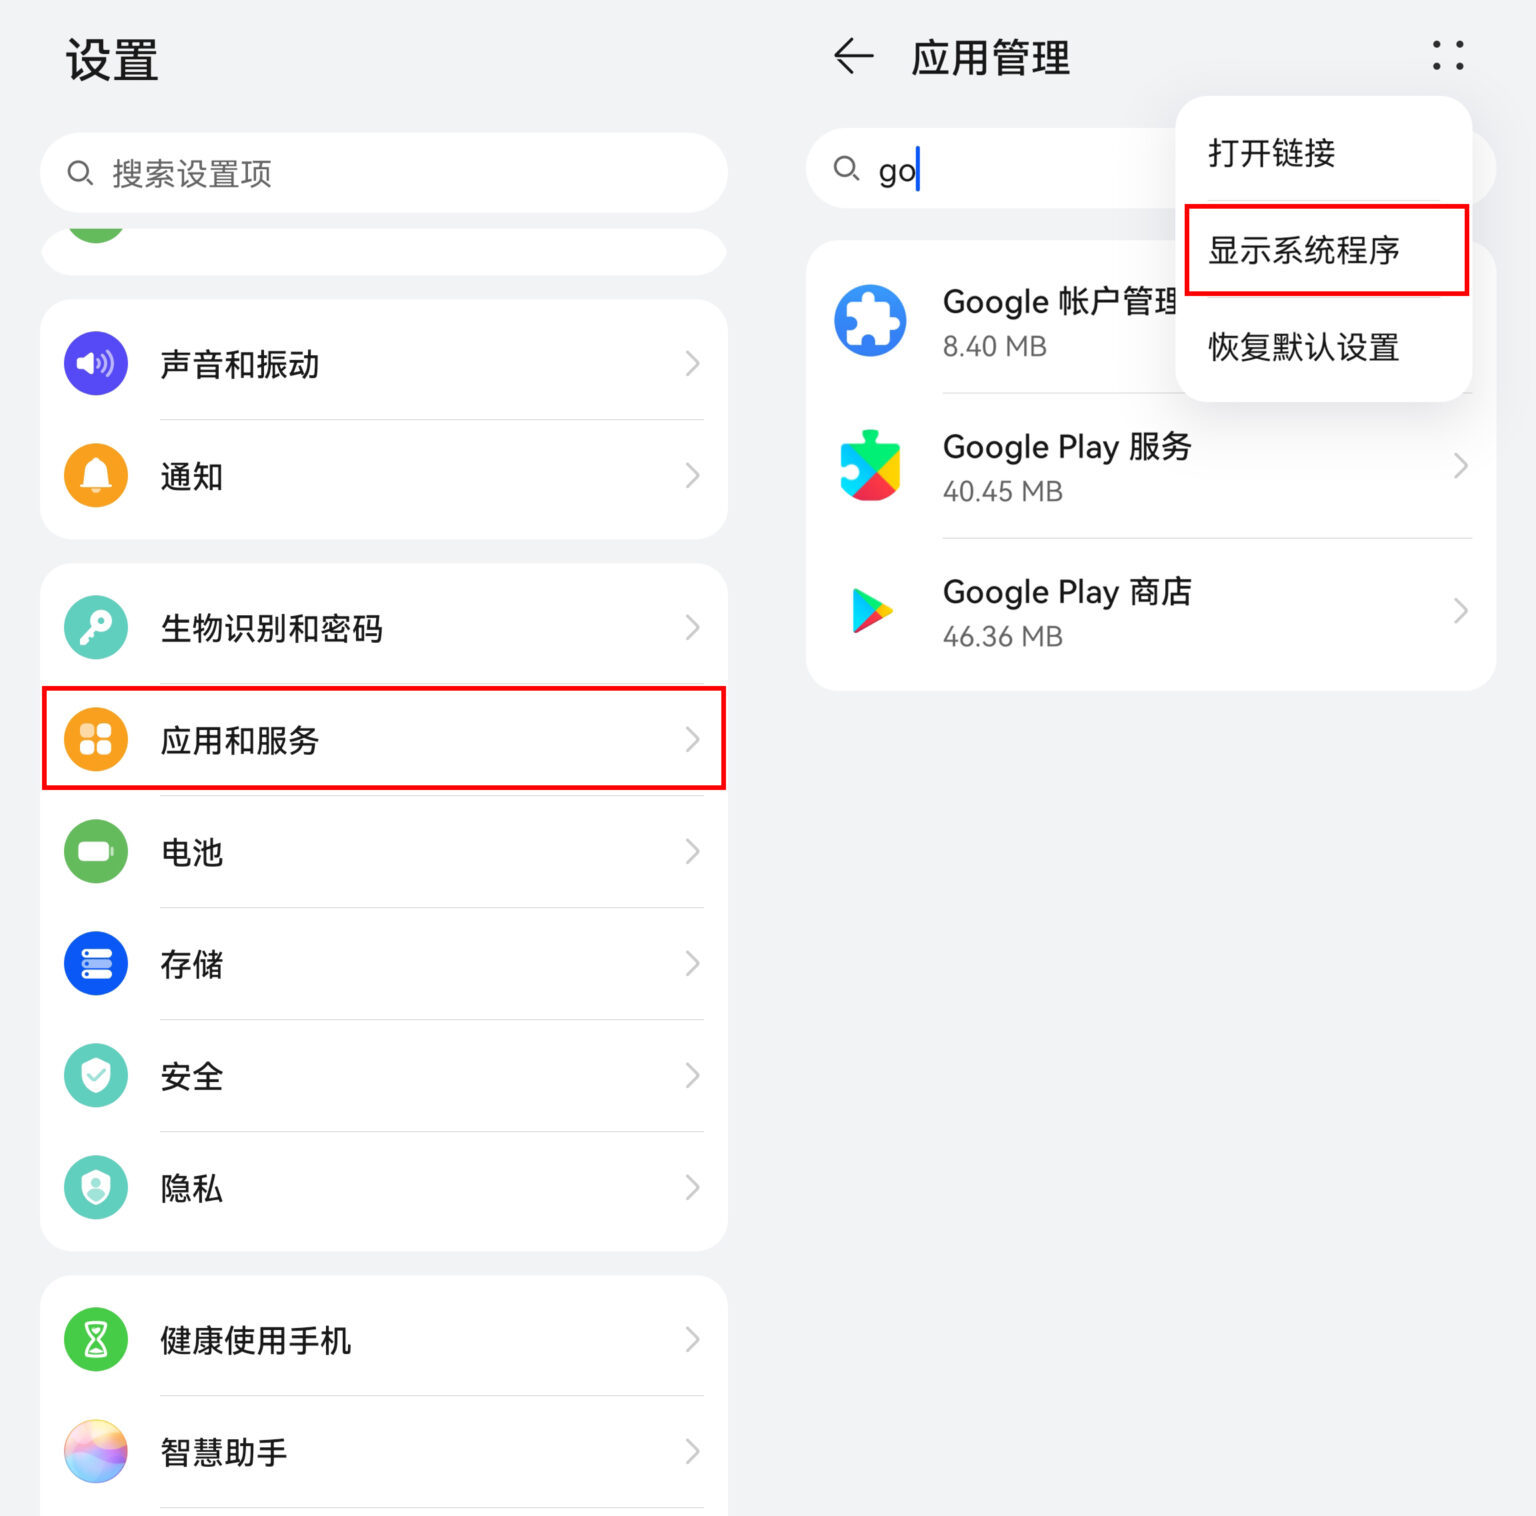 设置
搜索设置项
声音和振动
通知
生物识别和密码
应用和服务
电池
存储
安全
隐私
健康使用手机
智慧助手
应用管理
go
打开链接
显示系统程序
恢复默认设置
Google 帐户管理
8.40 MB
Google Play 服务
40.45 MB
Google Play 商店
46.36 MB